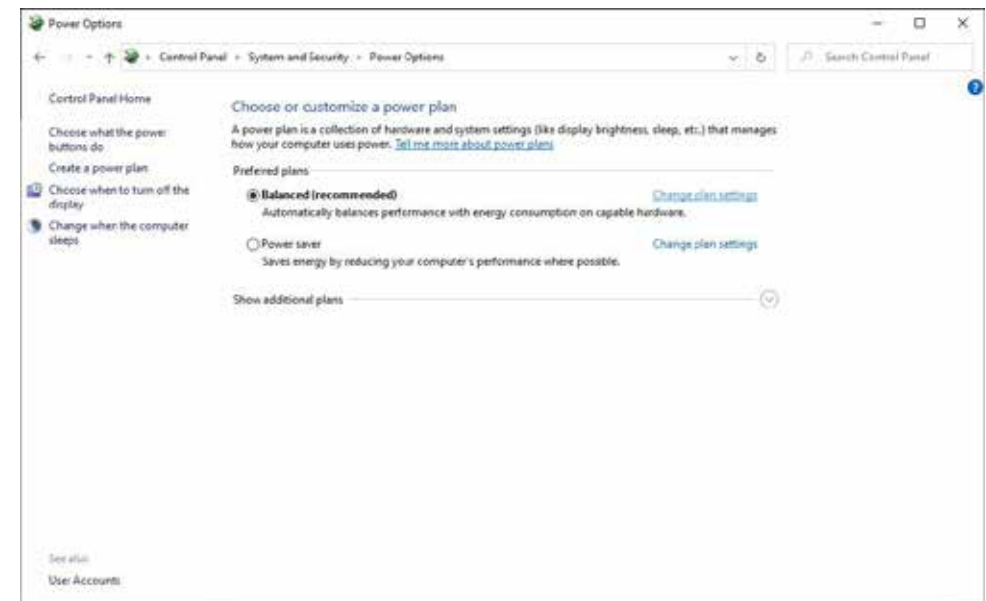 Power Options
Control Panel › System and Security › Power Options
Search Control Panel
Control Panel Home
Choose what the power
buttons do
Create a power plan
Choose when to turn off the
display
Change when the computer
sleeps
See also
User Accounts
Choose or customize a power plan
A power plan is a collection of hardware and system settings (like display brightness, sleep, etc.) that manages
how your computer uses power. Tell me more about power plans
Preferred plans
Balanced (recommended) Change plan settings
Automatically balances performance with energy consumption on capable hardware.
Power saver Change plan settings
Saves energy by reducing your computer's performance where possible.
Show additional plans